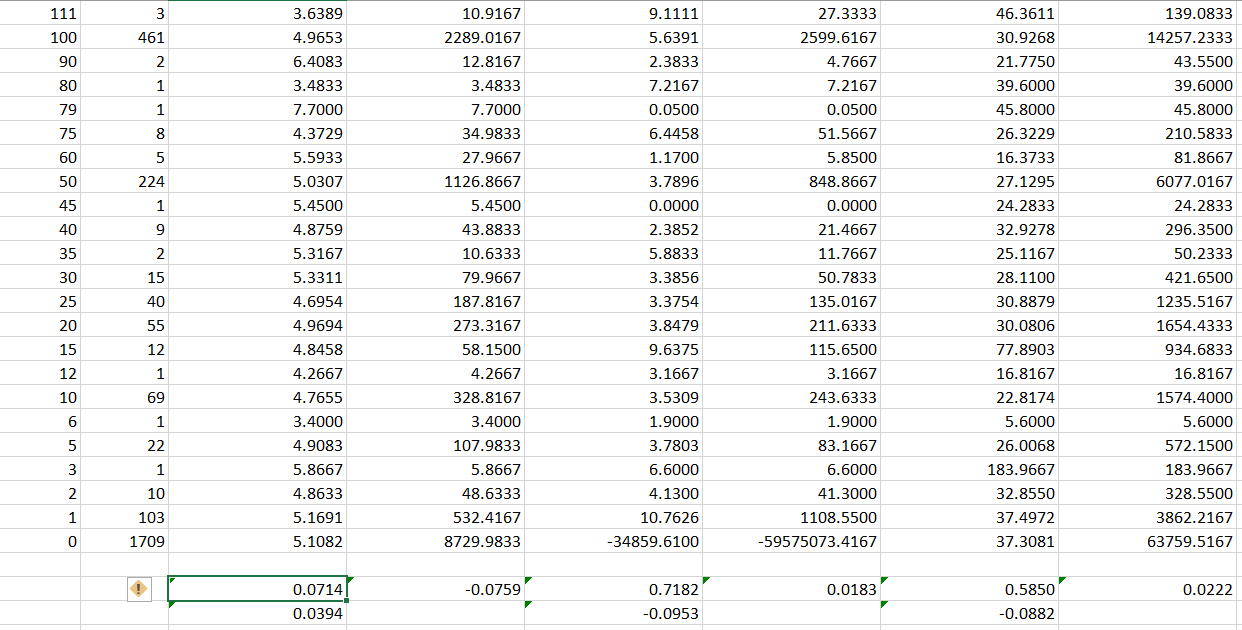 111 3 3.6389 10.9167 9.1111 27.3333 46.3611 139.0833
100 461 4.9653 2289.0167 5.6391 2599.6167 30.9268 14257.2333
90 2 6.4083 12.8167 2.3833 4.7667 21.7750 43.5500
80 1 3.4833 3.4833 7.2167 7.2167 39.6000 39.6000
79 1 7.7000 7.7000 0.0500 0.0500 45.8000 45.8000
75 8 4.3729 34.9833 6.4458 51.5667 26.3229 210.5833
60 5 5.5933 27.9667 1.1700 5.8500 16.3733 81.8667
50 224 5.0307 1126.8667 3.7896 848.8667 27.1295 6077.0167
45 1 5.4500 5.4500 0.0000 0.0000 24.2833 24.2833
40 9 4.8759 43.8833 2.3852 21.4667 32.9278 296.3500
35 2 5.3167 10.6333 5.8833 11.7667 25.1167 50.2333
30 15 5.3311 79.9667 3.3856 50.7833 28.1100 421.6500
25 40 4.6954 187.8167 3.3754 135.0167 30.8879 1235.5167
20 55 4.9694 273.3167 3.8479 211.6333 30.0806 1654.4333
15 12 4.8458 58.1500 9.6375 115.6500 77.8903 934.6833
12 1 4.2667 4.2667 3.1667 3.1667 16.8167 16.8167
10 69 4.7655 328.8167 3.5309 243.6333 22.8174 1574.4000
6 1 3.4000 3.4000 1.9000 1.9000 5.6000 5.6000
5 22 4.9083 107.9833 3.7803 83.1667 26.0068 572.1500
3 1 5.8667 5.8667 6.6000 6.6000 183.9667 183.9667
2 10 4.8633 48.6333 4.1300 41.3000 32.8550 328.5500
1 103 5.1691 532.4167 10.7626 1108.5500 37.4972 3862.2167
0 1709 5.1082 8729.9833 -34859.6100 -59575073.4167 37.3081 63759.5167
0.0714 -0.0759 0.7182 0.0183 0.5850 0.0222
0.0394 -0.0953 -0.0882